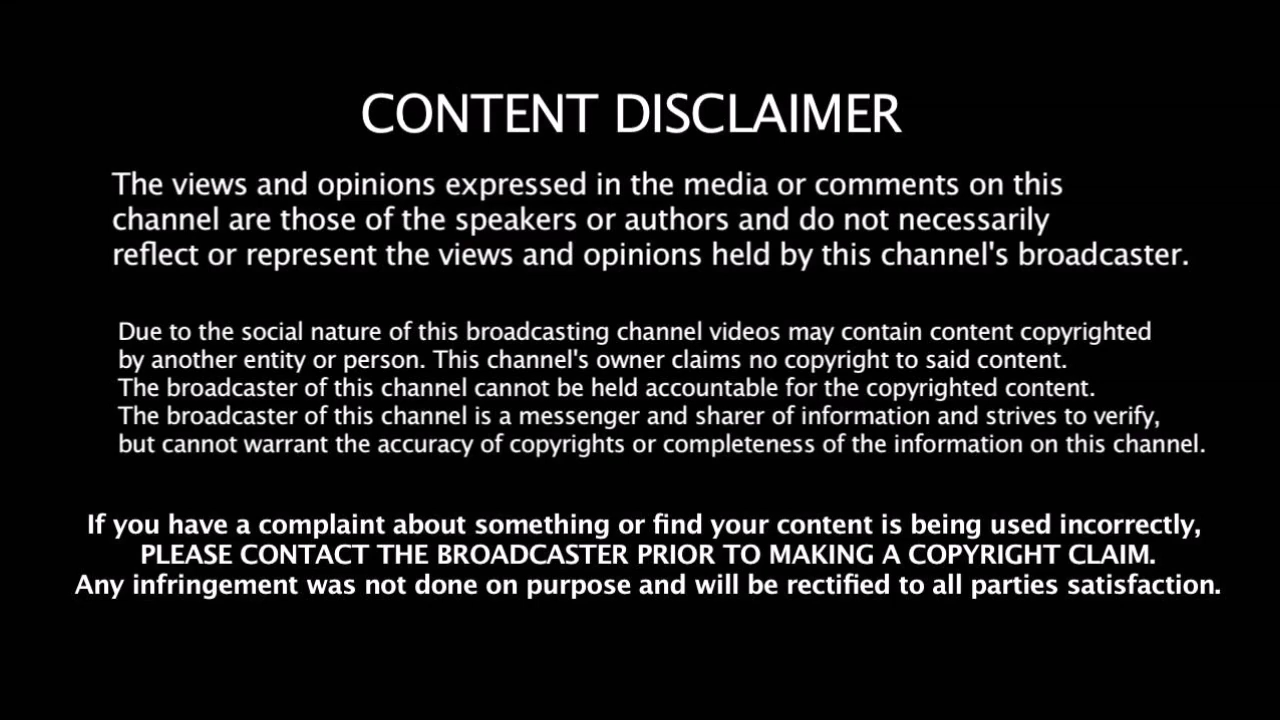 CONTENT DISCLAIMER
The views and opinions expressed in the media or comments on this
channel are those of the speakers or authors and do not necessarily
reflect or represent the views and opinions held by this channel's broadcaster.
Due to the social nature of this broadcasting channel videos may contain content copyrighted
by another entity or person. This channel's owner claims no copyright to said content.
The broadcaster of this channel cannot be held accountable for the copyrighted content.
The broadcaster of this channel is a messenger and sharer of information and strives to verify,
but cannot warrant the accuracy of copyrights or completeness of the information on this channel.
If you have a complaint about something or find your content is being used incorrectly,
PLEASE CONTACT THE BROADCASTER PRIOR TO MAKING A COPYRIGHT CLAIM.
Any infringement was not done on purpose and will be rectified to all parties satisfaction.